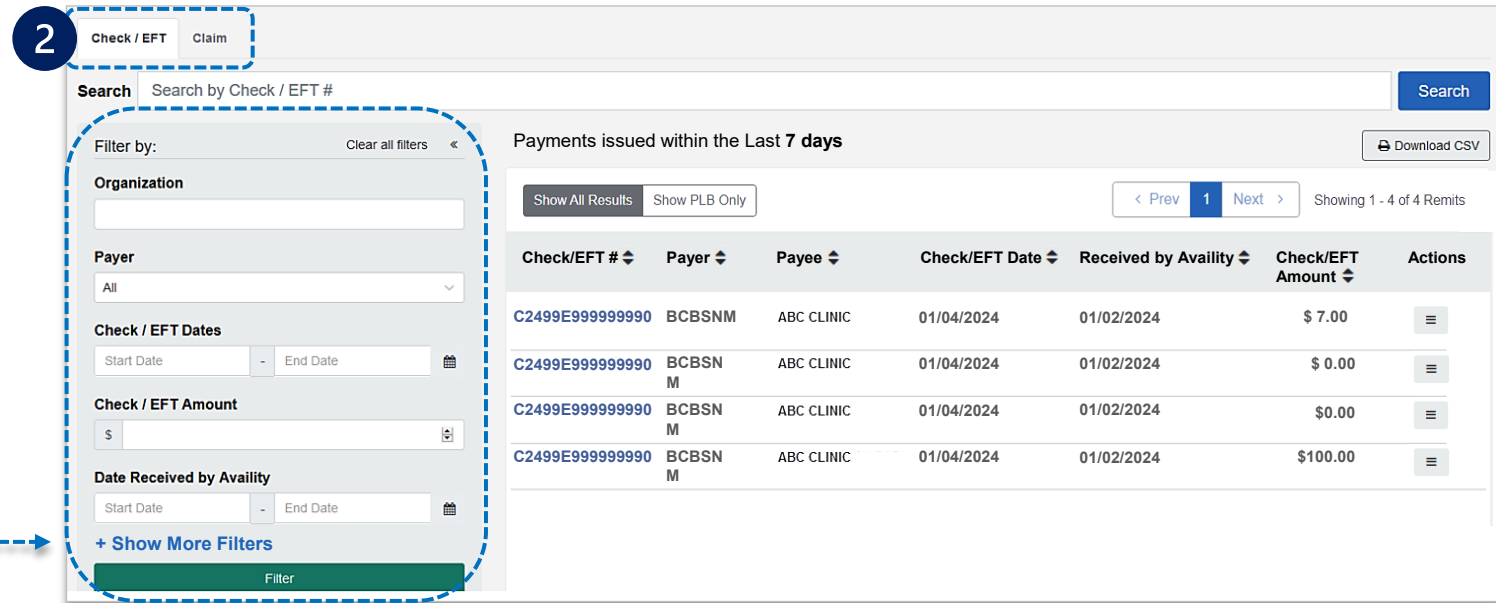 2
Check / EFT Claim
Search Search by Check / EFT # Search
Filter by: Clear all filters «
Organization
Payer
All
Check / EFT Dates
Start Date - End Date
Check / EFT Amount
$
Date Received by Availity
Start Date - End Date
+ Show More Filters
Filter
Payments issued within the Last 7 days
Download CSV
Show All Results Show PLB Only
< Prev 1 Next > Showing 1 - 4 of 4 Remits
Check/EFT # Payer Payee Check/EFT Date Received by Availity Check/EFT Actions
Amount
C2499E999999990 BCBSNM ABC CLINIC 01/04/2024 01/02/2024 $ 7.00
C2499E999999990 BCBSN ABC CLINIC 01/04/2024 01/02/2024 $ 0.00
M
C2499E999999990 BCBSN ABC CLINIC 01/04/2024 01/02/2024 $0.00
M
C2499E999999990 BCBSN ABC CLINIC 01/04/2024 01/02/2024 $100.00
M